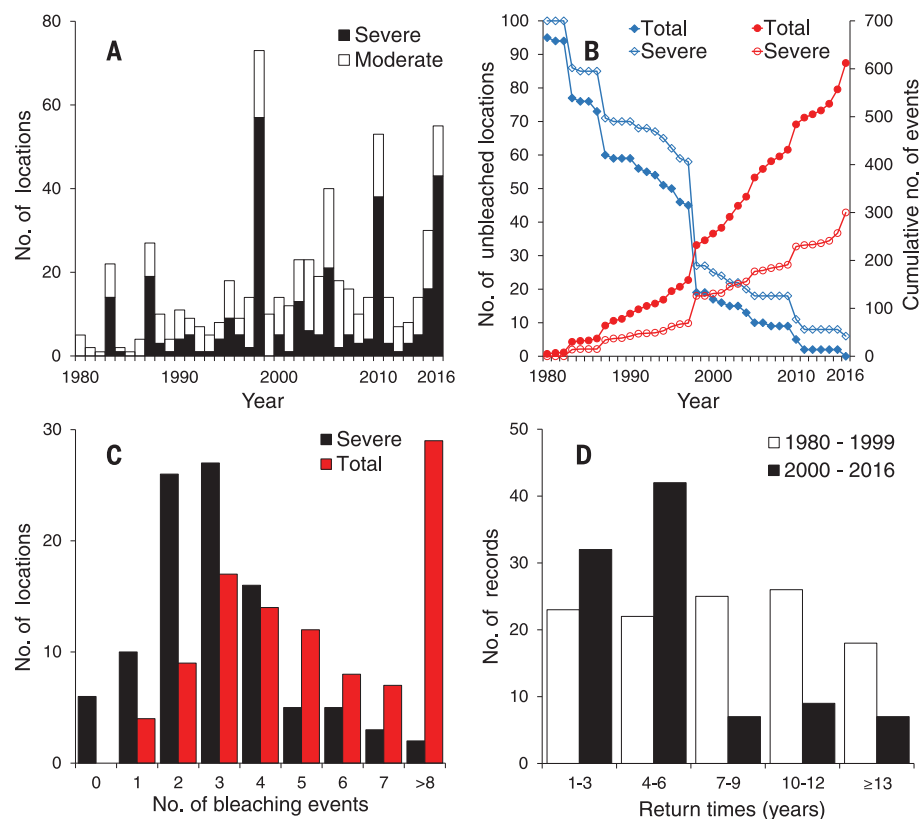 A
Severe
Moderate
No. of locations
80
60
40
20
0
1980
1990
2000
2010
2016
Year
B
Total
Severe
Total
Severe
No. of unbleached locations
100
90
80
70
60
50
40
30
20
10
0
Cumulative no. of events
700
600
500
400
300
200
100
0
1980
1990
2000
2010
2016
Year
C
Severe
Total
No. of locations
30
20
10
0
0
1
2
3
4
5
6
7
>8
No. of bleaching events
D
1980 - 1999
2000 - 2016
No. of records
50
40
30
20
10
0
1-3
4-6
7-9
10-12
≥13
Return times (years)